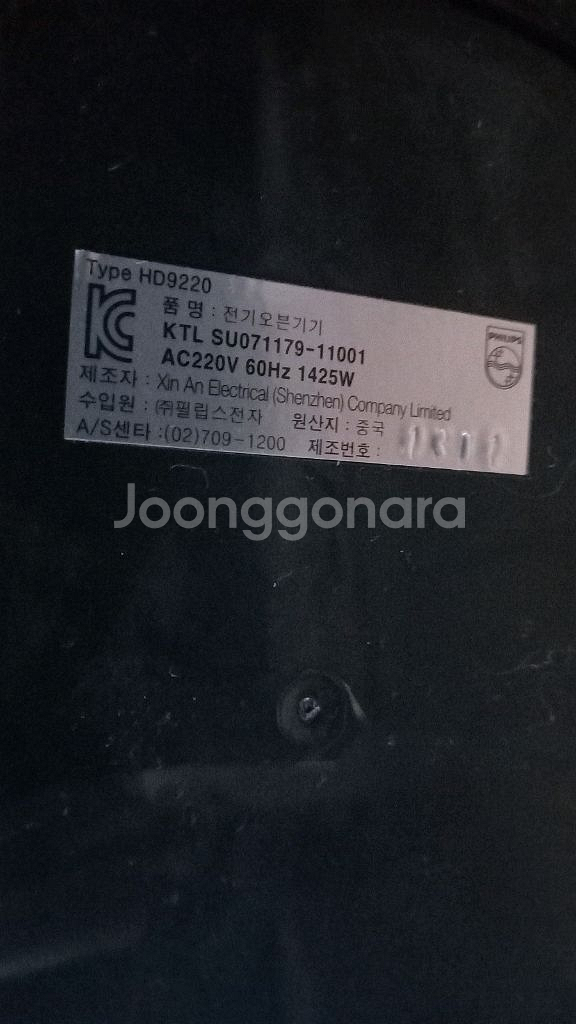 Type HD9220
품 명 : 전기오븐기기
KTL SU071179-11001
AC220V 60Hz 1425W
제조자 : Xin An Electrical (Shenzhen) Company Limited
수입원 : ㈜필립스전자 원산지 : 중국
A/S센타 :(02)709-1200 제조번호 :
PHILIPS
Joonggonara